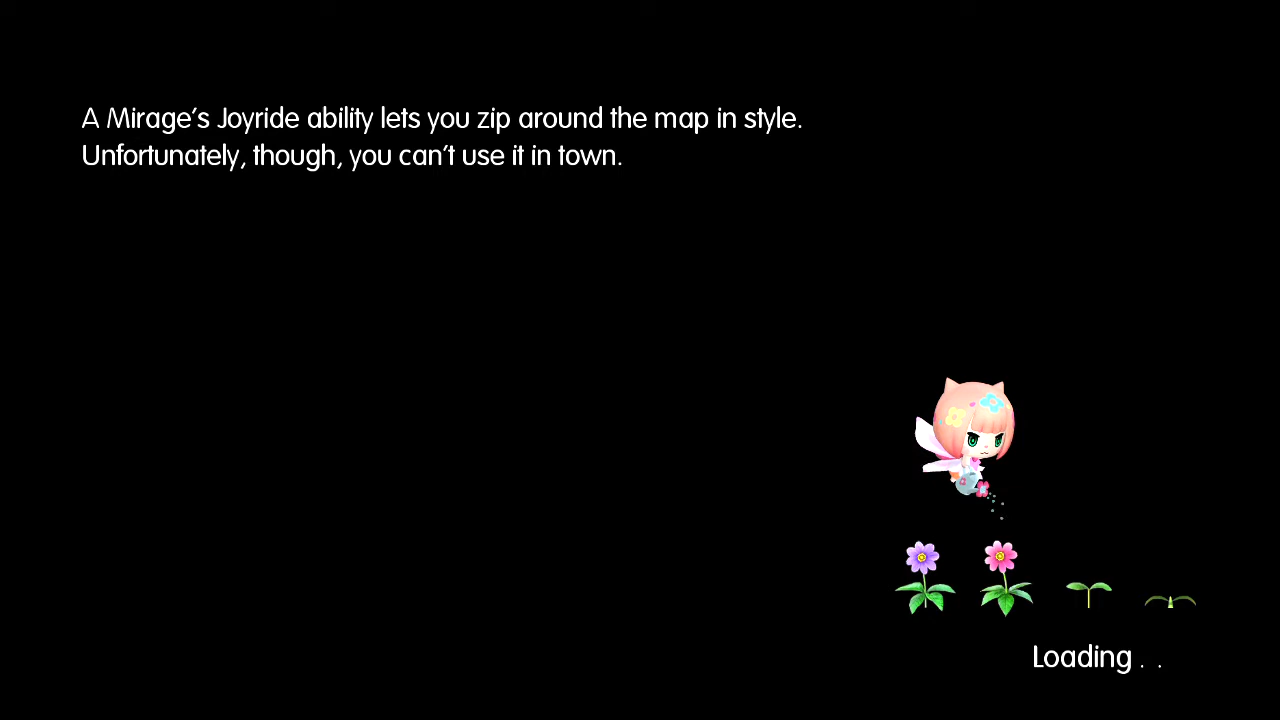 A Mirage's Joyride ability lets you zip around the map in style.
Unfortunately, though, you can't use it in town.
Loading . .